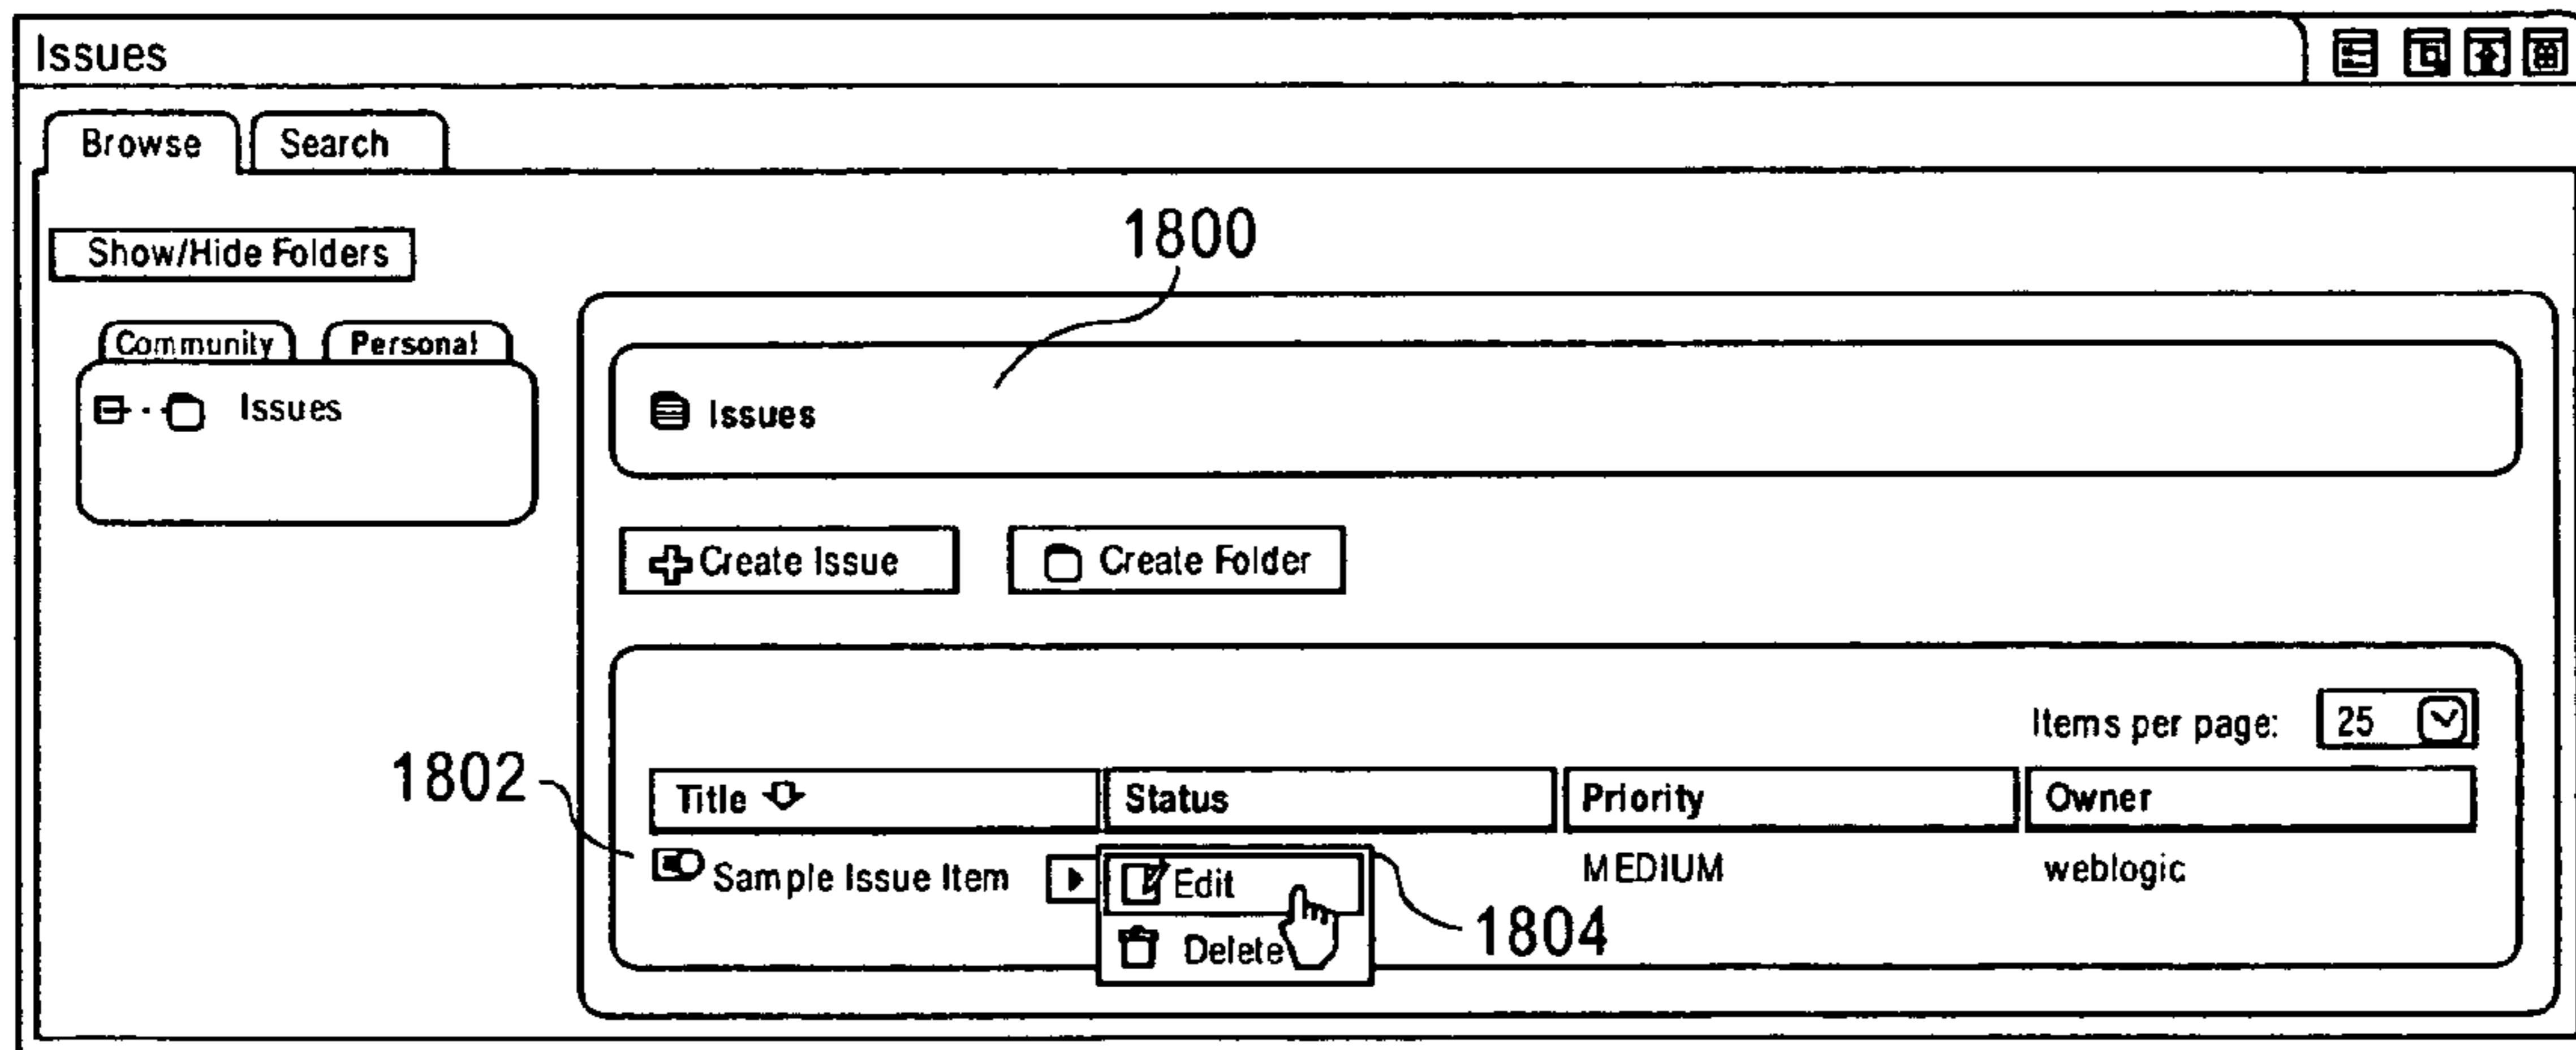 Issues
Browse Search
1800
Show/Hide Folders
Community Personal
Issues
Issues
Create Issue Create Folder
Items per page: 25
1802
Title Status Priority Owner
Sample Issue Item Edit MEDIUM weblogic
Delete
1804